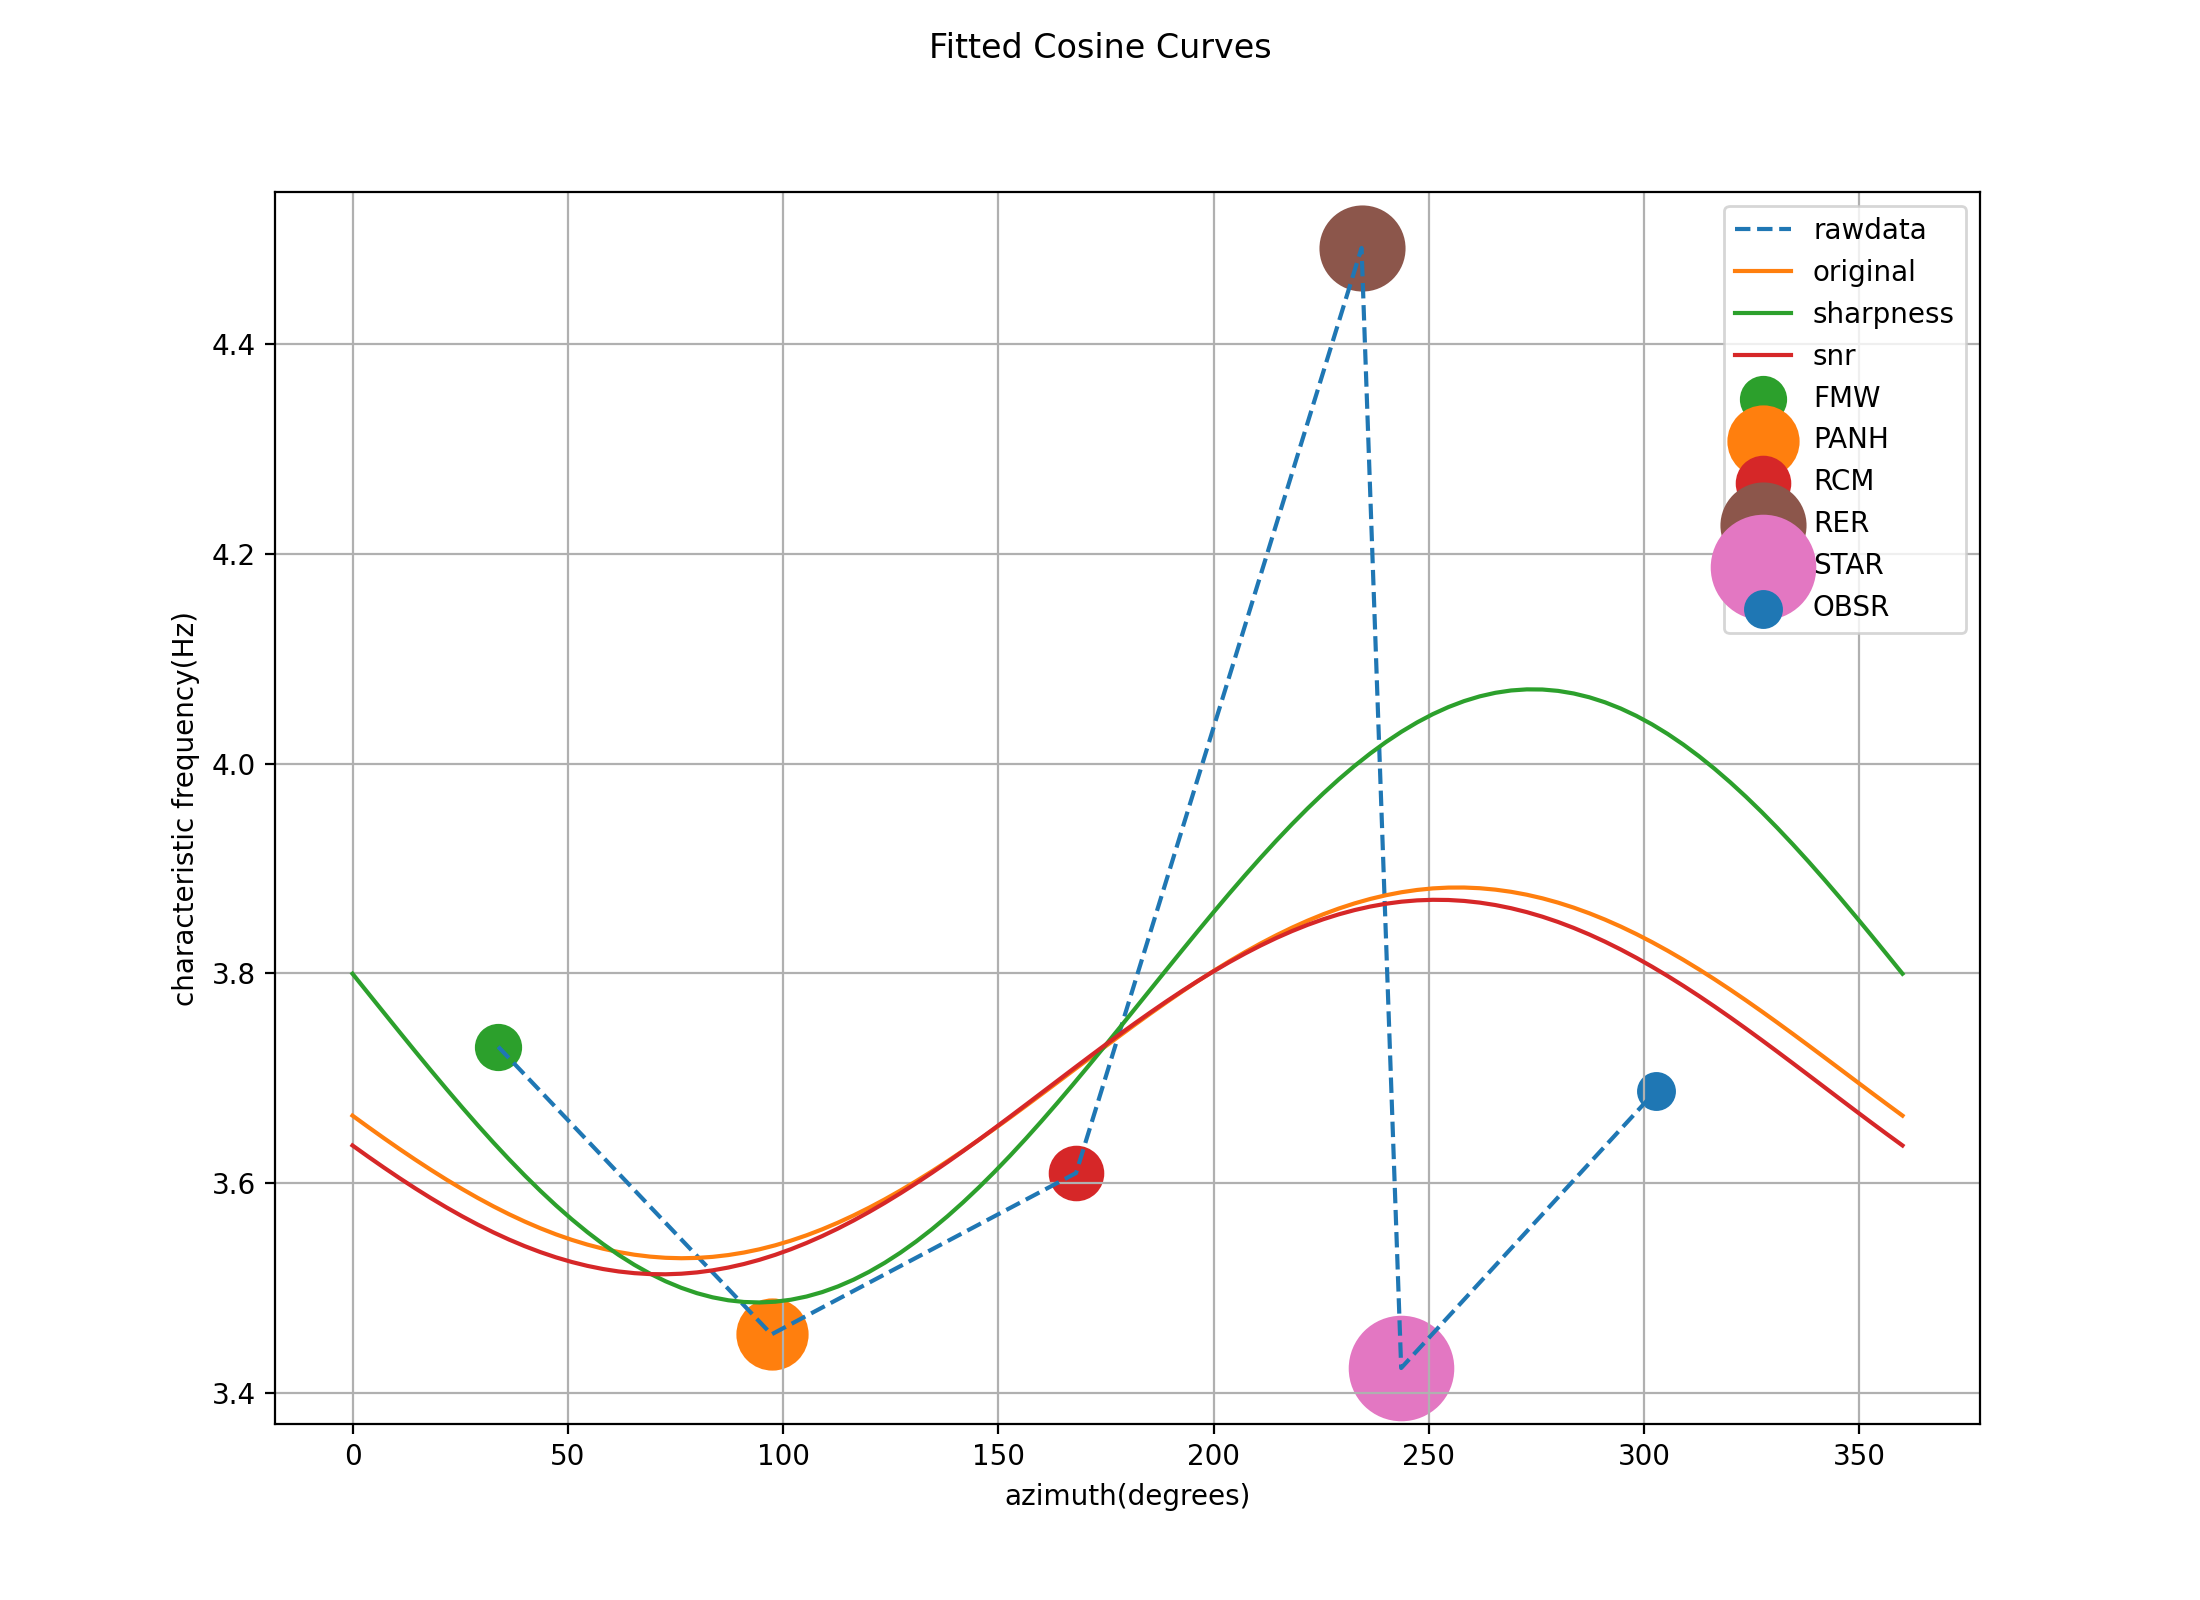 Fitted Cosine Curves
rawdata
original
sharpness
snr
FMW
PANH
RCM
RER
STAR
OBSR
characteristic frequency(Hz)
4.4
4.2
4.0
3.8
3.6
3.4
0 50 100 150 200 250 300 350
azimuth(degrees)